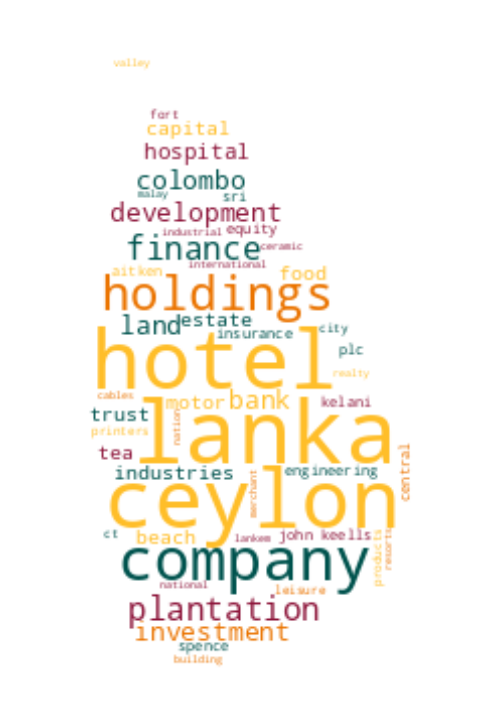 valley
fort
capital
hospital
colombo
malay
sri
development
industrial
equity
finance
ceramic
international
aitken
food
holdings
land
estate
insurance
city
hotel
plc
realty
cables
motor
bank
kelani
trust
nation
lanka
printers
tea
industries
engineering
central
merchant
ceylon
ct
beach
lankem
john keells
products
resorts
company
national
leisure
plantation
investment
spence
building